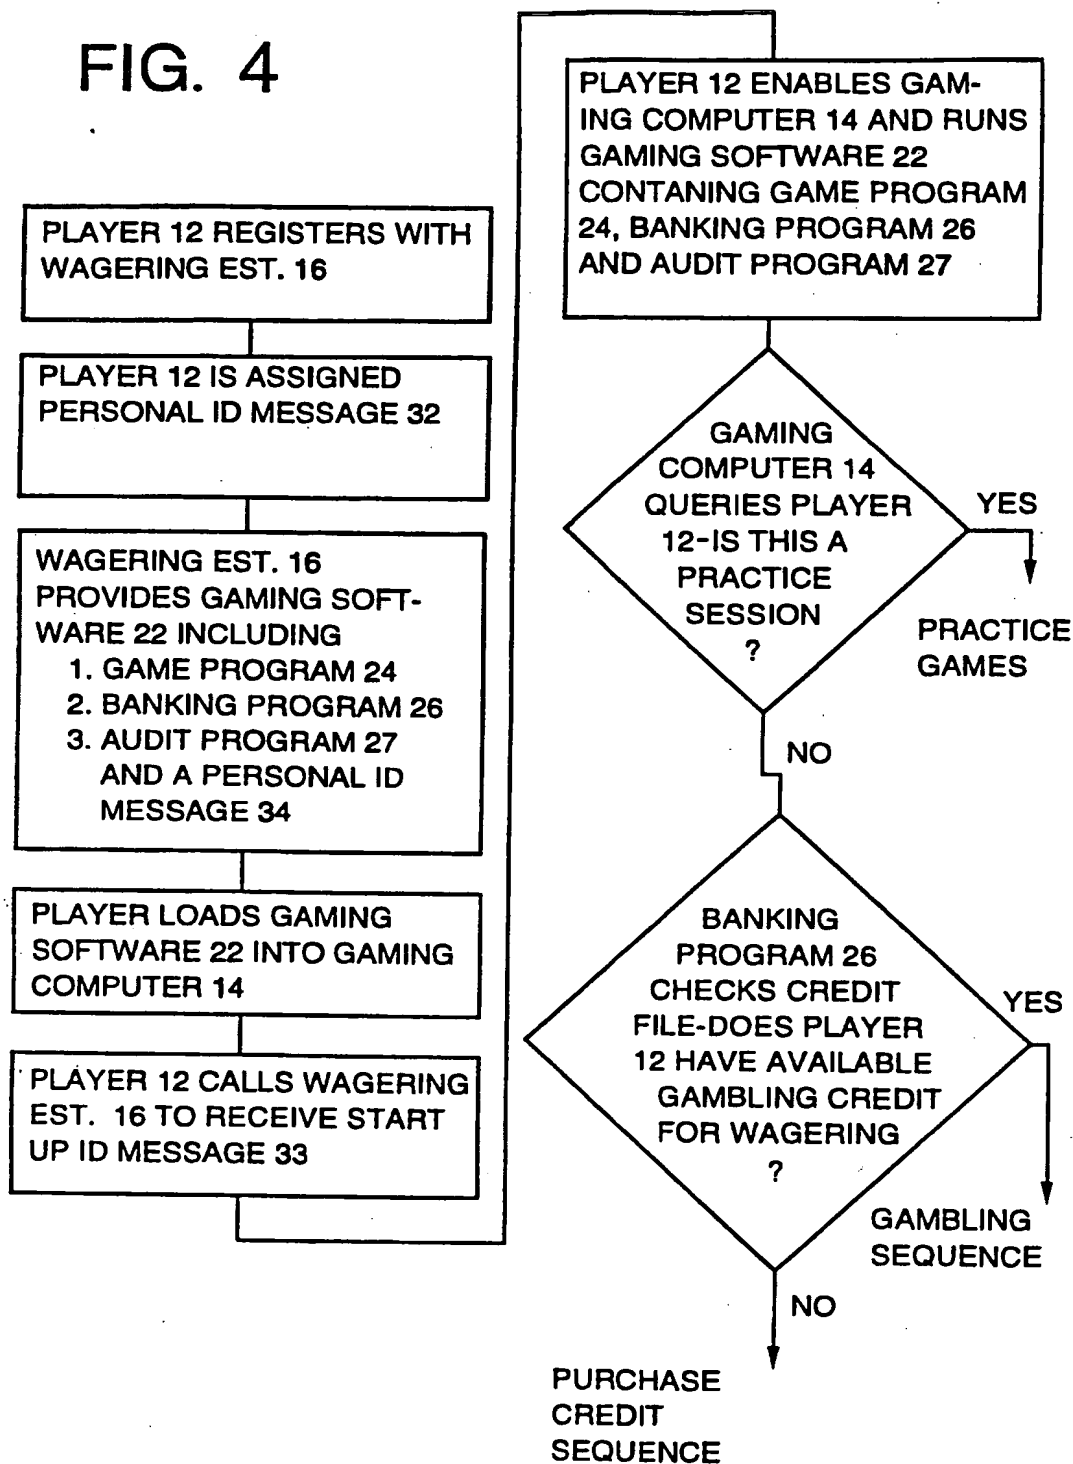 FIG. 4
PLAYER 12 REGISTERS WITH
WAGERING EST. 16
PLAYER 12 IS ASSIGNED
PERSONAL ID MESSAGE 32
WAGERING EST. 16
PROVIDES GAMING SOFT-
WARE 22 INCLUDING
1. GAME PROGRAM 24
2. BANKING PROGRAM 26
3. AUDIT PROGRAM 27
AND A PERSONAL ID
MESSAGE 34
PLAYER LOADS GAMING
SOFTWARE 22 INTO GAMING
COMPUTER 14
PLAYER 12 CALLS WAGERING
EST. 16 TO RECEIVE START
UP ID MESSAGE 33
PLAYER 12 ENABLES GAM-
ING COMPUTER 14 AND RUNS
GAMING SOFTWARE 22
CONTANING GAME PROGRAM
24, BANKING PROGRAM 26
AND AUDIT PROGRAM 27
GAMING
COMPUTER 14
QUERIES PLAYER
12-IS THIS A
PRACTICE
SESSION
?
YES
PRACTICE
GAMES
NO
BANKING
PROGRAM 26
CHECKS CREDIT
FILE-DOES PLAYER
12 HAVE AVAILABLE
GAMBLING CREDIT
FOR WAGERING
?
YES
GAMBLING
SEQUENCE
NO
PURCHASE
CREDIT
SEQUENCE